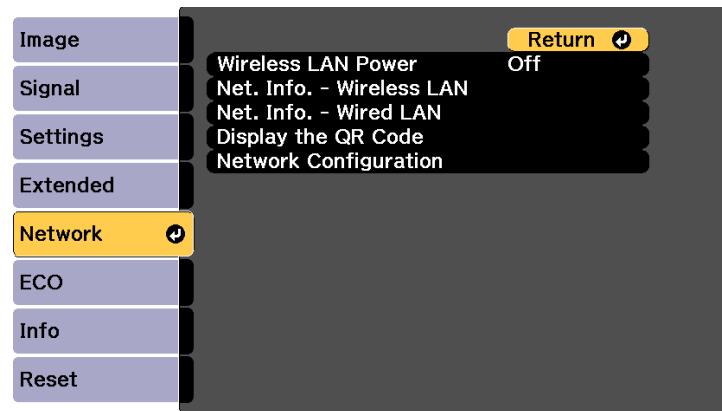 Image
Signal
Settings
Extended
Network
ECO
Info
Reset
Return
Wireless LAN Power Off
Net. Info. - Wireless LAN
Net. Info. - Wired LAN
Display the QR Code
Network Configuration